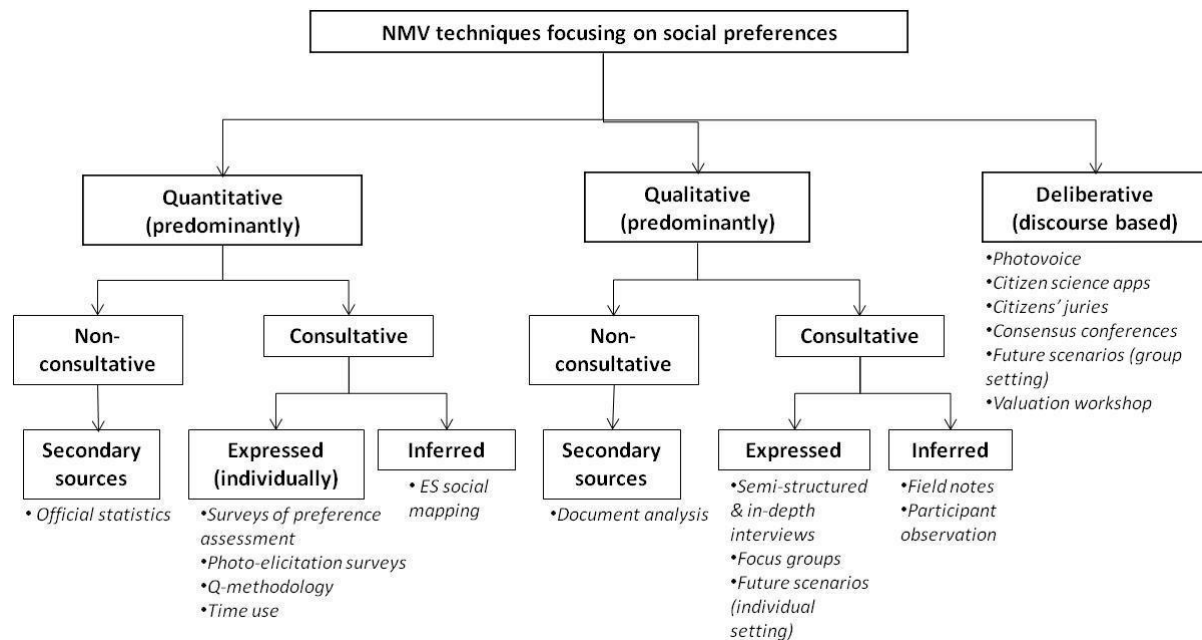 NMV techniques focusing on social preferences
Quantitative
(predominantly)
Qualitative
(predominantly)
Deliberative
(discourse based)
•Photovoice
•Citizen science apps
•Citizens' juries
•Consensus conferences
•Future scenarios (group
setting)
•Valuation workshop
Non-
consultative
Consultative
Non-
consultative
Consultative
Secondary
sources
• Official statistics
Expressed
(individually)
•Surveys of preference
assessment
•Photo-elicitation surveys
•Q-methodology
•Time use
Inferred
• ES social
mapping
Secondary
sources
•Document analysis
Expressed
•Semi-structured
& in-depth
interviews
•Focus groups
•Future scenarios
(individual
setting)
Inferred
•Field notes
•Participant
observation